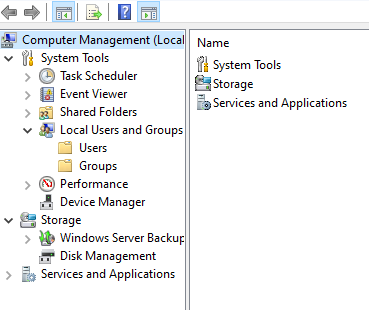 Computer Management (Local
System Tools
Task Scheduler
Event Viewer
Shared Folders
Local Users and Groups
Users
Groups
Performance
Device Manager
Storage
Windows Server Backup
Disk Management
Services and Applications
Name
System Tools
Storage
Services and Applications